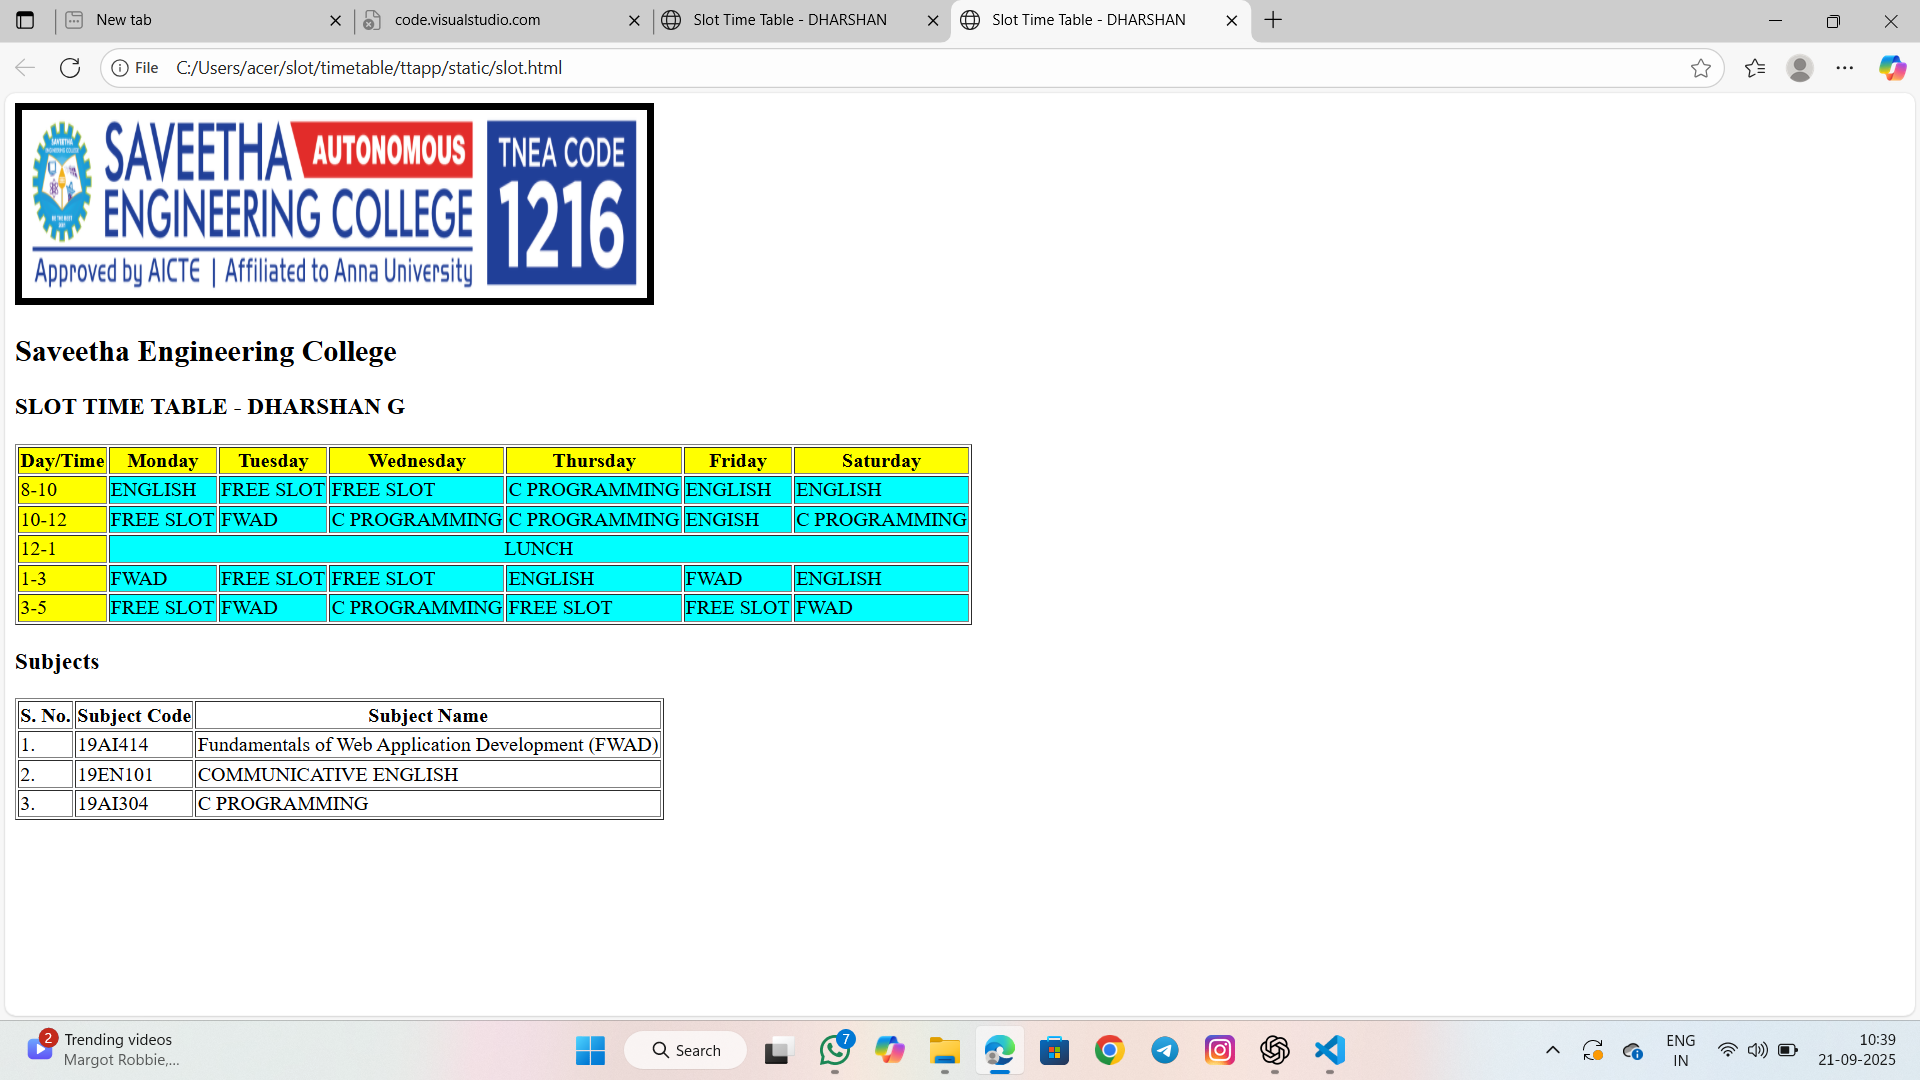 New tab
code.visualstudio.com
Slot Time Table - DHARSHAN
Slot Time Table - DHARSHAN
File C:/Users/acer/slot/timetable/ttapp/static/slot.html
SAVEETHA AUTONOMOUS
ENGINEERING COLLEGE
Approved by AICTE | Affiliated to Anna University
TNEA CODE
1216
Saveetha Engineering College
SLOT TIME TABLE - DHARSHAN G
Day/Time Monday Tuesday Wednesday Thursday Friday Saturday
8-10 ENGLISH FREE SLOT FREE SLOT C PROGRAMMING ENGLISH ENGLISH
10-12 FREE SLOT FWAD C PROGRAMMING C PROGRAMMING ENGISH C PROGRAMMING
12-1 LUNCH
1-3 FWAD FREE SLOT FREE SLOT ENGLISH FWAD ENGLISH
3-5 FREE SLOT FWAD C PROGRAMMING FREE SLOT FREE SLOT FWAD
Subjects
S. No. Subject Code Subject Name
1. 19AI414 Fundamentals of Web Application Development (FWAD)
2. 19EN101 COMMUNICATIVE ENGLISH
3. 19AI304 C PROGRAMMING
2
Trending videos
Margot Robbie,...
Search
7
ENG
IN
10:39
21-09-2025